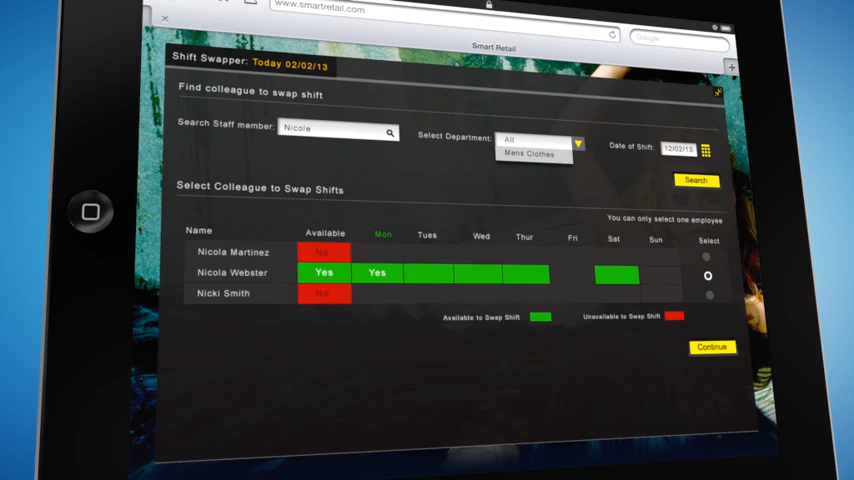 www.smartretail.com
Google
Smart Retail
Shift Swapper: Today 02/02/13
Find colleague to swap shift
Search Staff member: Nicole
Select Department: All
Mens Clothes
Date of Shift: 12/02/13
Search
Select Colleague to Swap Shifts
You can only select one employee
Name Available Mon Tues Wed Thur Fri Sat Sun Select
Nicola Martinez No
Nicola Webster Yes Yes
Nicki Smith No
Available to Swap Shift Unavailable to Swap Shift
Continue